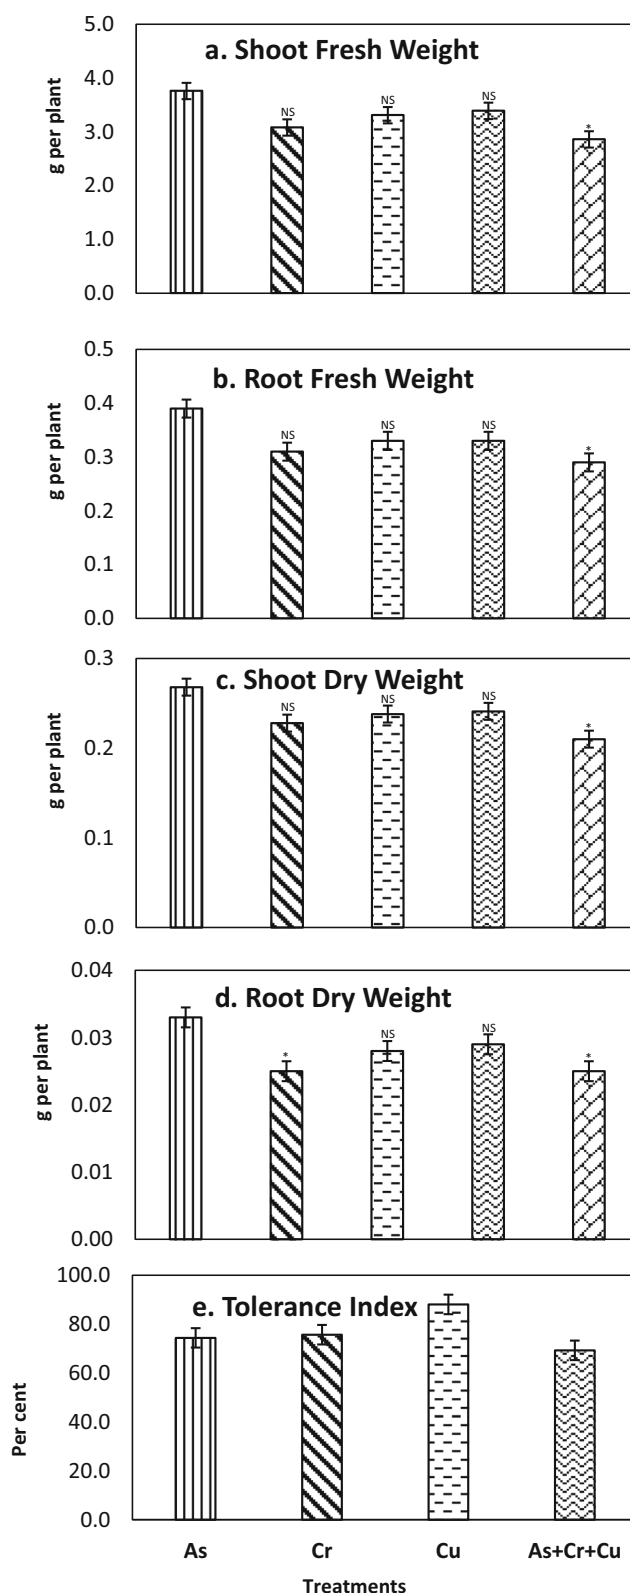 5.0
a. Shoot Fresh Weight
4.0
3.0
2.0
1.0
0.0
g per plant
NS
NS
NS
*
0.5
b. Root Fresh Weight
0.4
0.3
0.2
0.1
0.0
g per plant
NS
NS
NS
*
0.3
c. Shoot Dry Weight
0.2
0.1
0.0
g per plant
NS
NS
NS
*
0.04
d. Root Dry Weight
0.03
0.02
0.01
0.00
g per plant
*
NS
NS
*
100.0
e. Tolerance Index
80.0
60.0
40.0
20.0
0.0
Per cent
As Cr Cu As+Cr+Cu
Treatments